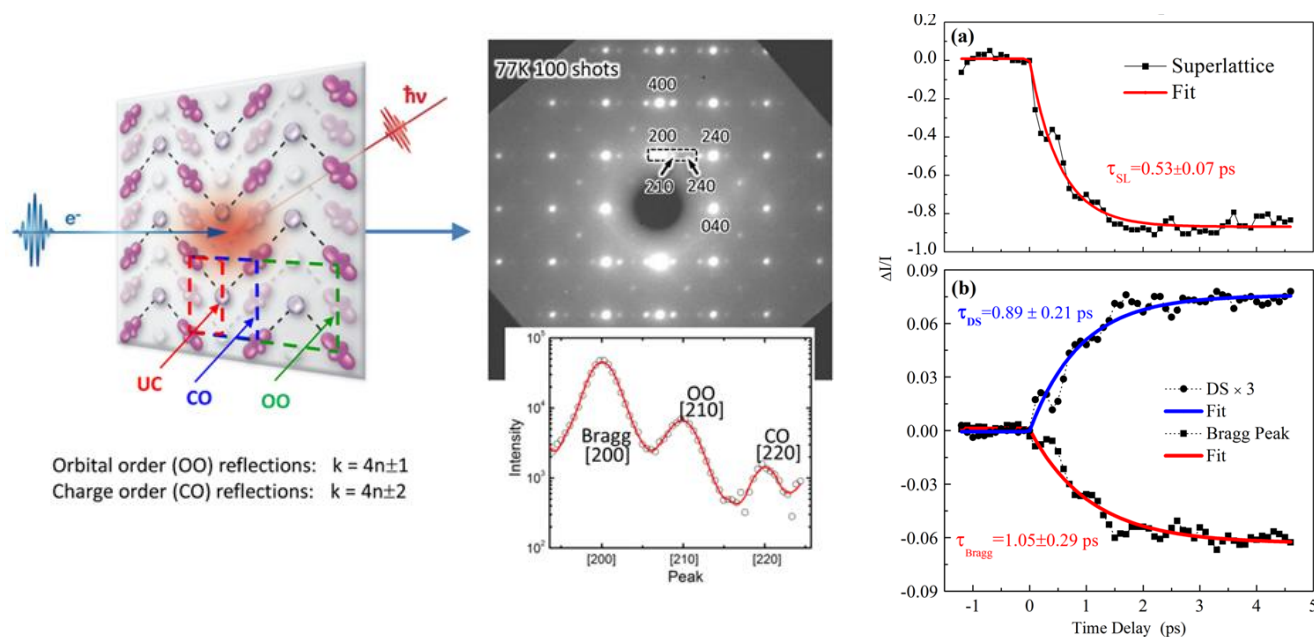 ħν
e-
UC
CO
OO
Orbital order (OO) reflections: k = 4n±1
Charge order (CO) reflections: k = 4n±2
77K 100 shots
400
200
240
210
240
040
10⁵
10⁴
10³
10²
Intensity
Bragg
[200]
OO
[210]
CO
[220]
[200]
[210]
[220]
Peak
(a)
0.2
0.0
-0.2
-0.4
-0.6
-0.8
-1.0
Superlattice
Fit
τSL=0.53±0.07 ps
ΔI/I
(b)
0.09
0.06
0.03
0.00
-0.03
-0.06
-0.09
τDS=0.89 ± 0.21 ps
DS × 3
Fit
Bragg Peak
Fit
τBragg=1.05±0.29 ps
-1
0
1
2
3
4
5
Time Delay (ps)